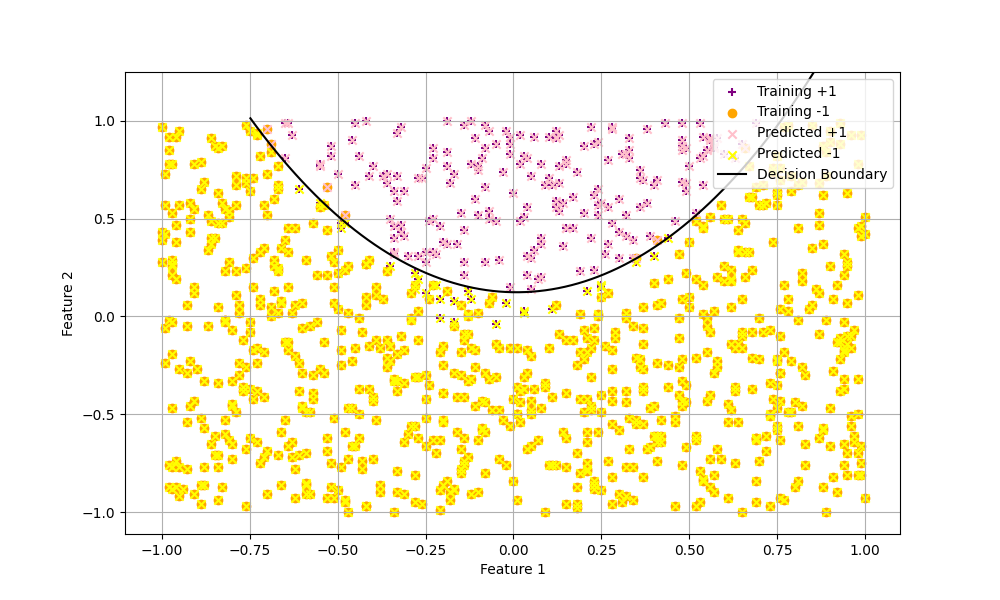 Training +1
Training -1
Predicted +1
Predicted -1
Decision Boundary
1.0
0.5
0.0
−0.5
−1.0
Feature 2
−1.00 −0.75 −0.50 −0.25 0.00 0.25 0.50 0.75 1.00
Feature 1